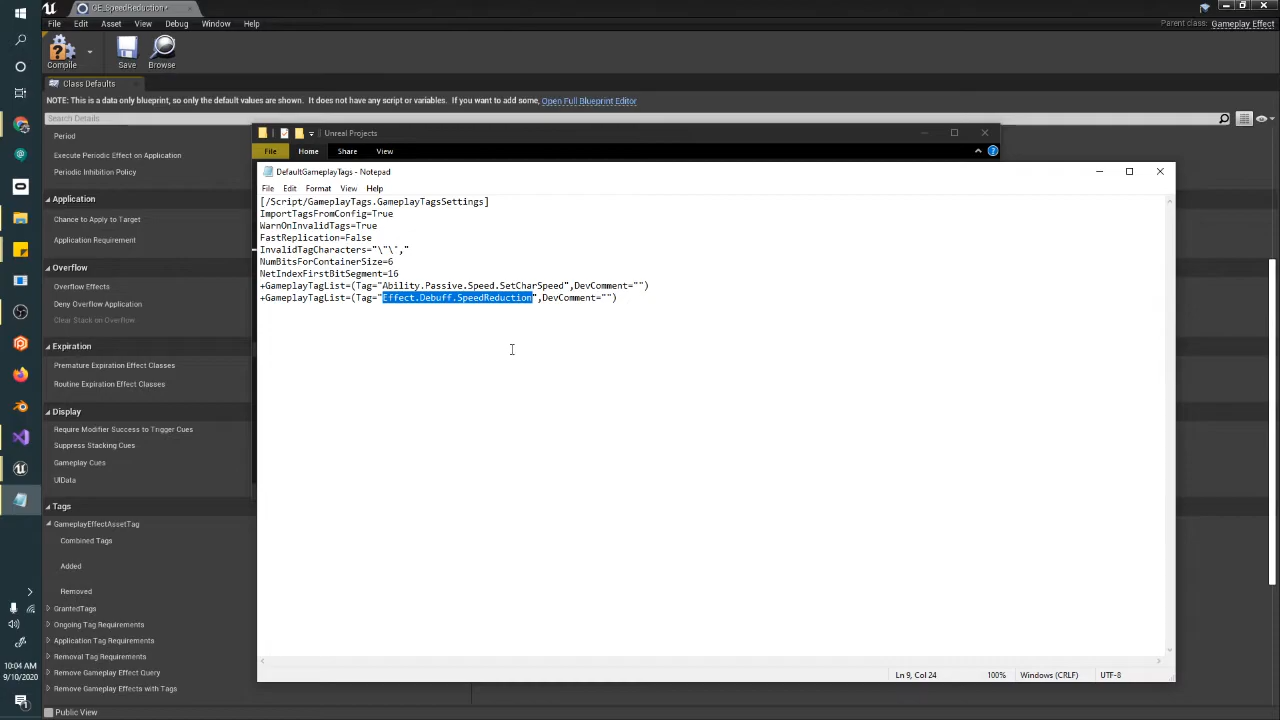 GE_SpeedReduction*
File Edit Asset View Debug Window Help
Parent class: Gameplay Effect
Compile Save Browse
Class Defaults
NOTE: This is a data only blueprint, so only the default values are shown. It does not have any script or variables. If you want to add some, Open Full Blueprint Editor
Search Details
Period
Execute Periodic Effect on Application
Periodic Inhibition Policy
Application
Chance to Apply to Target
Application Requirement
Overflow
Overflow Effects
Deny Overflow Application
Clear Stack on Overflow
Expiration
Premature Expiration Effect Classes
Routine Expiration Effect Classes
Display
Require Modifier Success to Trigger Cues
Suppress Stacking Cues
Gameplay Cues
UIData
Tags
GameplayEffectAssetTag
Combined Tags
Added
Removed
GrantedTags
Ongoing Tag Requirements
Application Tag Requirements
Removal Tag Requirements
Remove Gameplay Effect Query
Remove Gameplay Effects with Tags
Public View
Unreal Projects
File Home Share View
DefaultGameplayTags - Notepad
File Edit Format View Help
[/Script/GameplayTags.GameplayTagsSettings]
ImportTagsFromConfig=True
WarnOnInvalidTags=True
FastReplication=False
InvalidTagCharacters="\"\',"
NumBitsForContainerSize=6
NetIndexFirstBitSegment=16
+GameplayTagList=(Tag="Ability.Passive.Speed.SetCharSpeed",DevComment="")
+GameplayTagList=(Tag="Effect.Debuff.SpeedReduction",DevComment="")
Ln 9, Col 24 100% Windows (CRLF) UTF-8
10:04 AM
9/10/2020